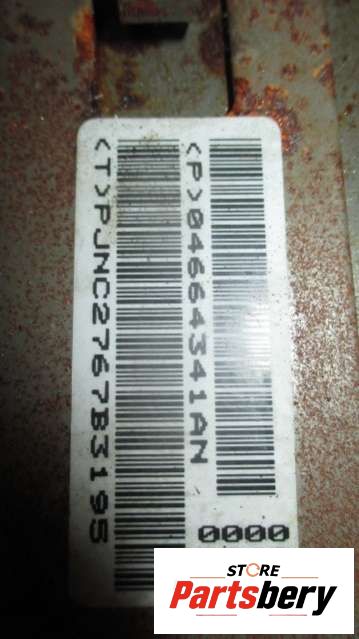 <P>04664341AN
0000
<T>PJNC2767B3195
STORE
Partsbery